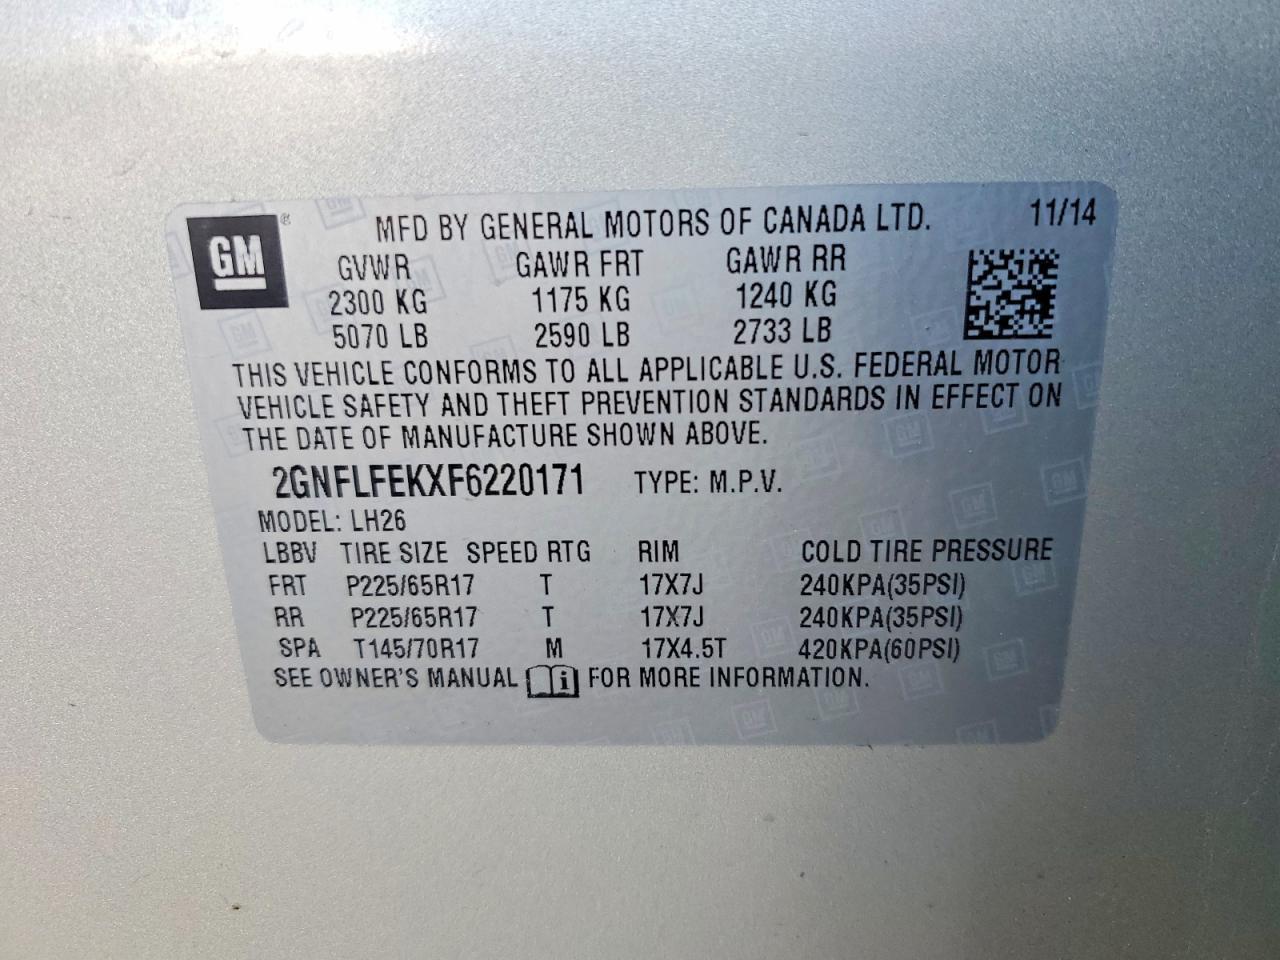 GM ® MFD BY GENERAL MOTORS OF CANADA LTD. 11/14
GVWR GAWR FRT GAWR RR
2300 KG 1175 KG 1240 KG
5070 LB 2590 LB 2733 LB
THIS VEHICLE CONFORMS TO ALL APPLICABLE U.S. FEDERAL MOTOR
VEHICLE SAFETY AND THEFT PREVENTION STANDARDS IN EFFECT ON
THE DATE OF MANUFACTURE SHOWN ABOVE.
2GNFLFEKXF6220171 TYPE: M.P.V.
MODEL: LH26
LBBV TIRE SIZE SPEED RTG RIM COLD TIRE PRESSURE
FRT P225/65R17 T 17X7J 240KPA(35PSI)
RR P225/65R17 T 17X7J 240KPA(35PSI)
SPA T145/70R17 M 17X4.5T 420KPA(60PSI)
SEE OWNER'S MANUAL i FOR MORE INFORMATION.